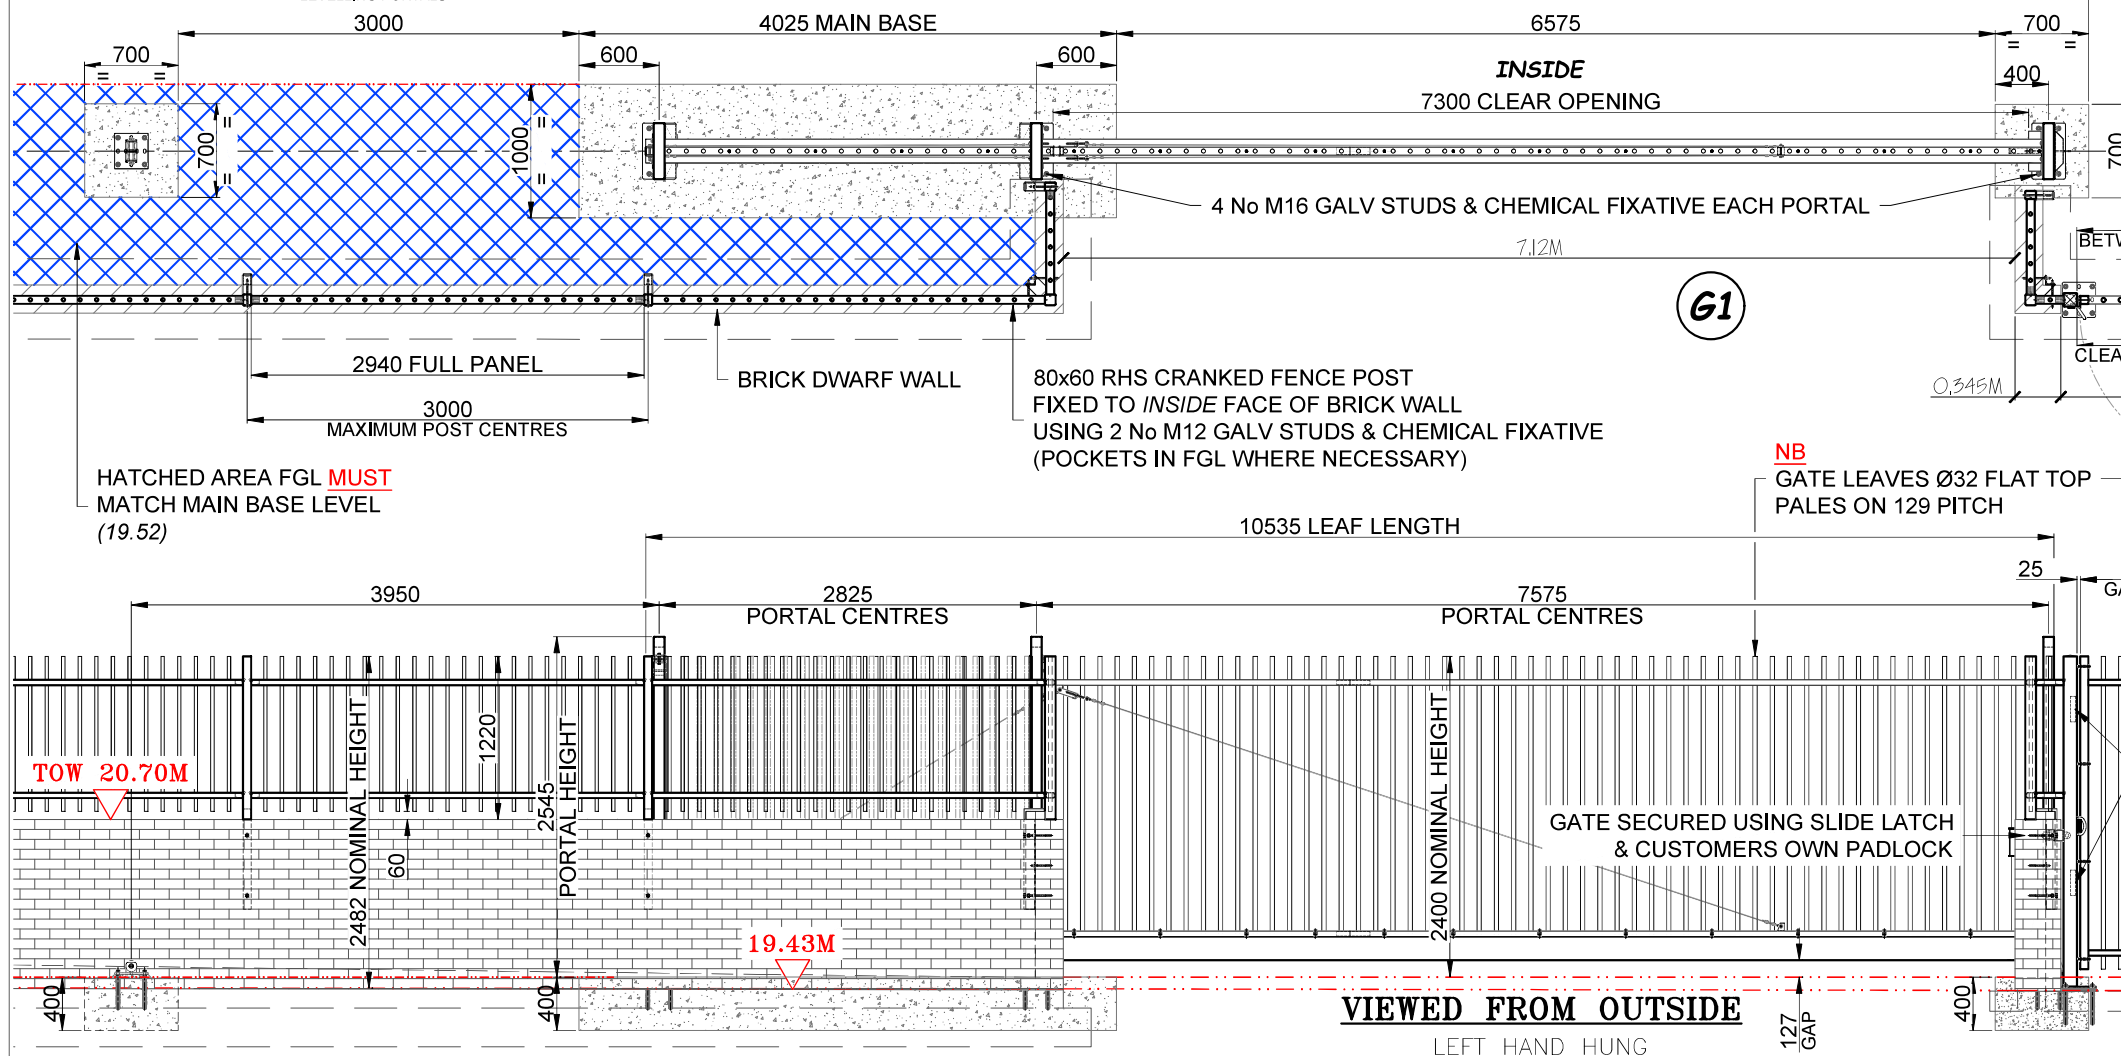 3000
4025 MAIN BASE
6575
700
700
=
=
600
600
=
=
400
INSIDE
7300 CLEAR OPENING
700
=
=
1000
=
=
700
4 No M16 GALV STUDS & CHEMICAL FIXATIVE EACH PORTAL
7.12M
BETW
G1
CLEA
0.345M
2940 FULL PANEL
BRICK DWARF WALL
3000
MAXIMUM POST CENTRES
80x60 RHS CRANKED FENCE POST
FIXED TO INSIDE FACE OF BRICK WALL
USING 2 No M12 GALV STUDS & CHEMICAL FIXATIVE
(POCKETS IN FGL WHERE NECESSARY)
HATCHED AREA FGL MUST
MATCH MAIN BASE LEVEL
(19.52)
NB
GATE LEAVES Ø32 FLAT TOP
PALES ON 129 PITCH
10535 LEAF LENGTH
25
GA
3950
2825
PORTAL CENTRES
7575
PORTAL CENTRES
TOW 20.70M
2482 NOMINAL HEIGHT
1220
60
2545
PORTAL HEIGHT
2400 NOMINAL HEIGHT
GATE SECURED USING SLIDE LATCH
& CUSTOMERS OWN PADLOCK
19.43M
400
400
400
127
GAP
VIEWED FROM OUTSIDE
LEFT HAND HUNG